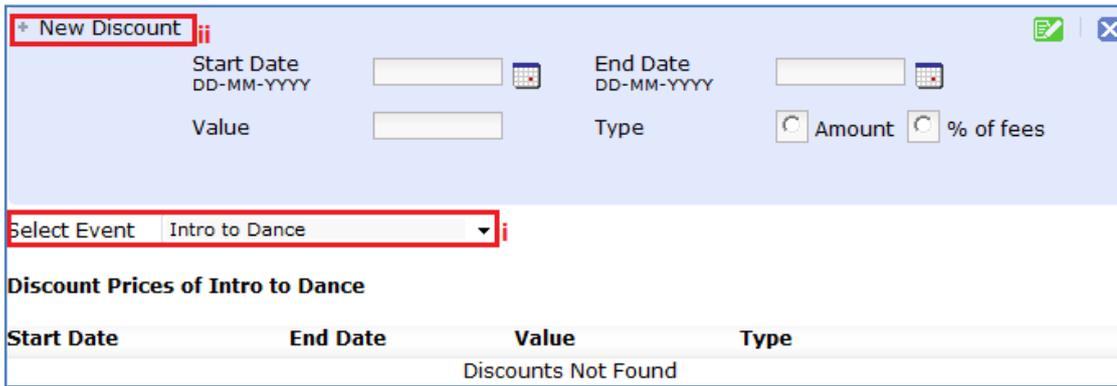 + New Discount ii
Start Date End Date
DD-MM-YYYY DD-MM-YYYY
Value Type Amount % of fees
Select Event Intro to Dance i
Discount Prices of Intro to Dance
Start Date End Date Value Type
Discounts Not Found